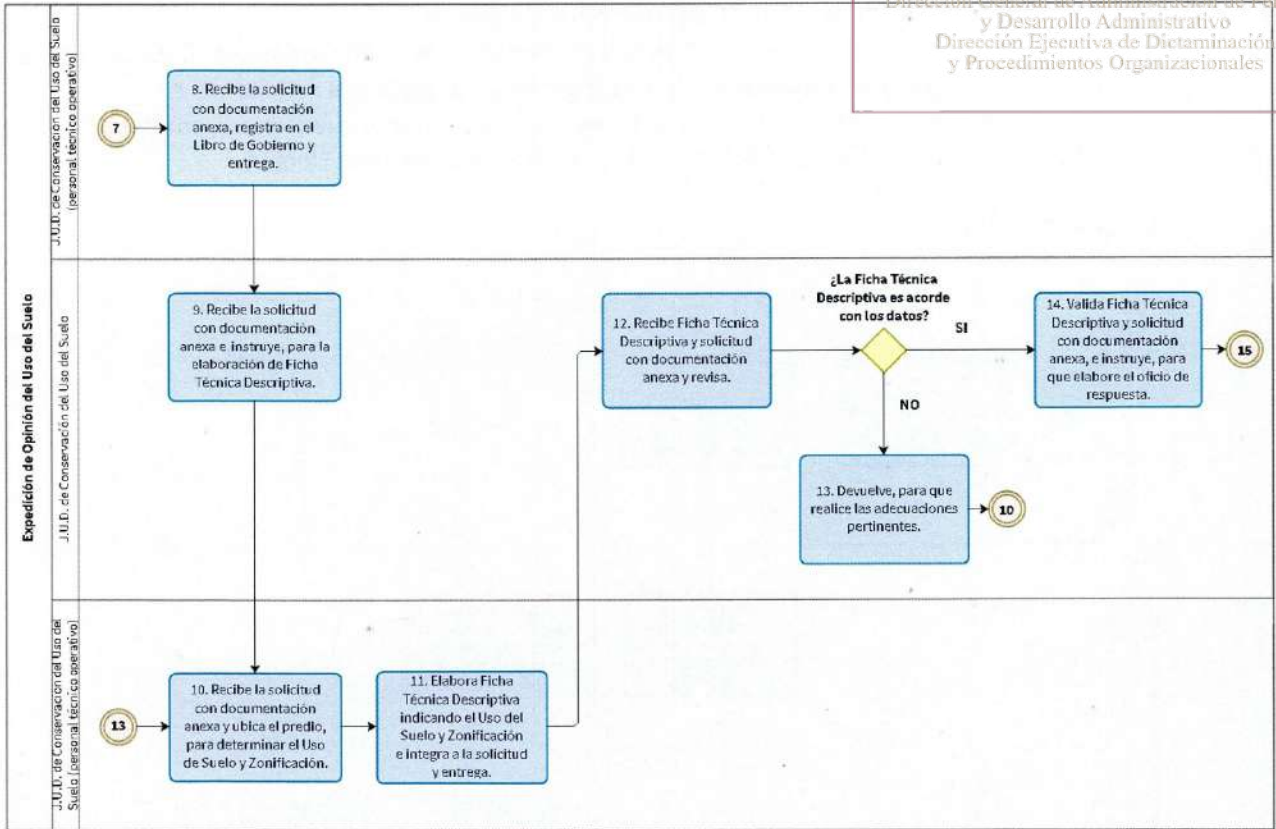 Dirección General de Administración de
y Desarrollo Administrativo
Dirección Ejecutiva de Dictaminación
y Procedimientos Organizacionales
Expedición de Opinión del Uso del Suelo
J.U.D. de Conservación del Uso del Suelo
(personal técnico operativo)
7
8. Recibe la solicitud
con documentación
anexa, registra en el
Libro de Gobierno y
entrega.
J.U.D. de Conservación del Uso del Suelo
9. Recibe la solicitud
con documentación
anexa e instruye, para la
elaboración de Ficha
Técnica Descriptiva.
12. Recibe Ficha Técnica
Descriptiva y solicitud
con documentación
anexa y revisa.
¿La Ficha Técnica
Descriptiva es acorde
con los datos?
SI
NO
14. Valida Ficha Técnica
Descriptiva y solicitud
con documentación
anexa, e instruye, para
que elabore el oficio de
respuesta.
15
13. Devuelve, para que
realice las adecuaciones
pertinentes.
10
J.U.D. de Conservación del Uso del
Suelo (personal técnico operativo)
13
10. Recibe la solicitud
con documentación
anexa y ubica el predio,
para determinar el Uso
de Suelo y Zonificación.
11. Elabora Ficha
Técnica Descriptiva
indicando el Uso del
Suelo y Zonificación
e integra a la solicitud
y entrega.